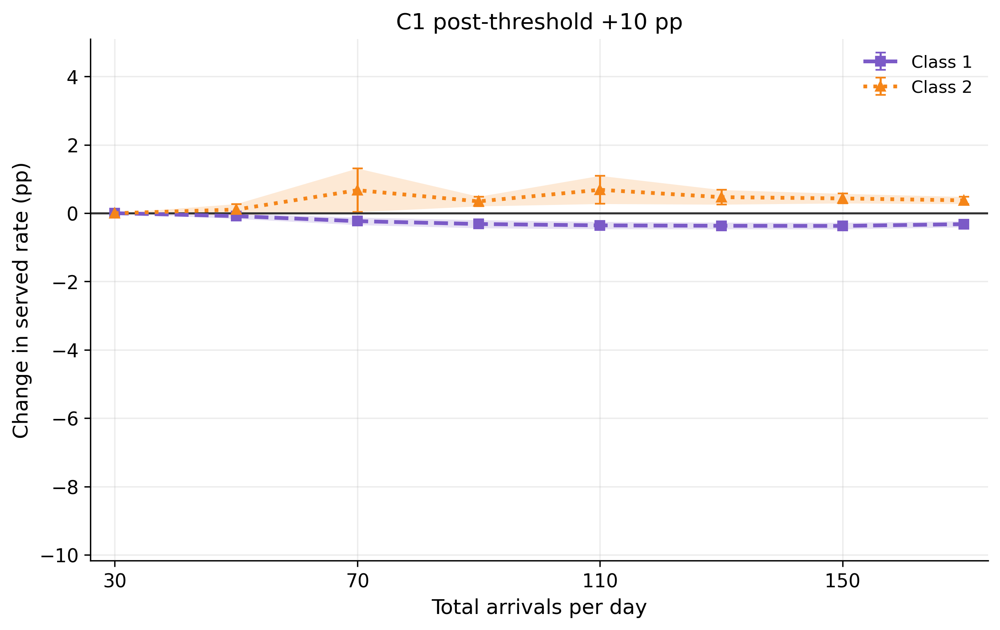 C1 post-threshold +10 pp
Class 1
Class 2
Change in served rate (pp)
4
2
0
−2
−4
−6
−8
−10
30 70 110 150
Total arrivals per day